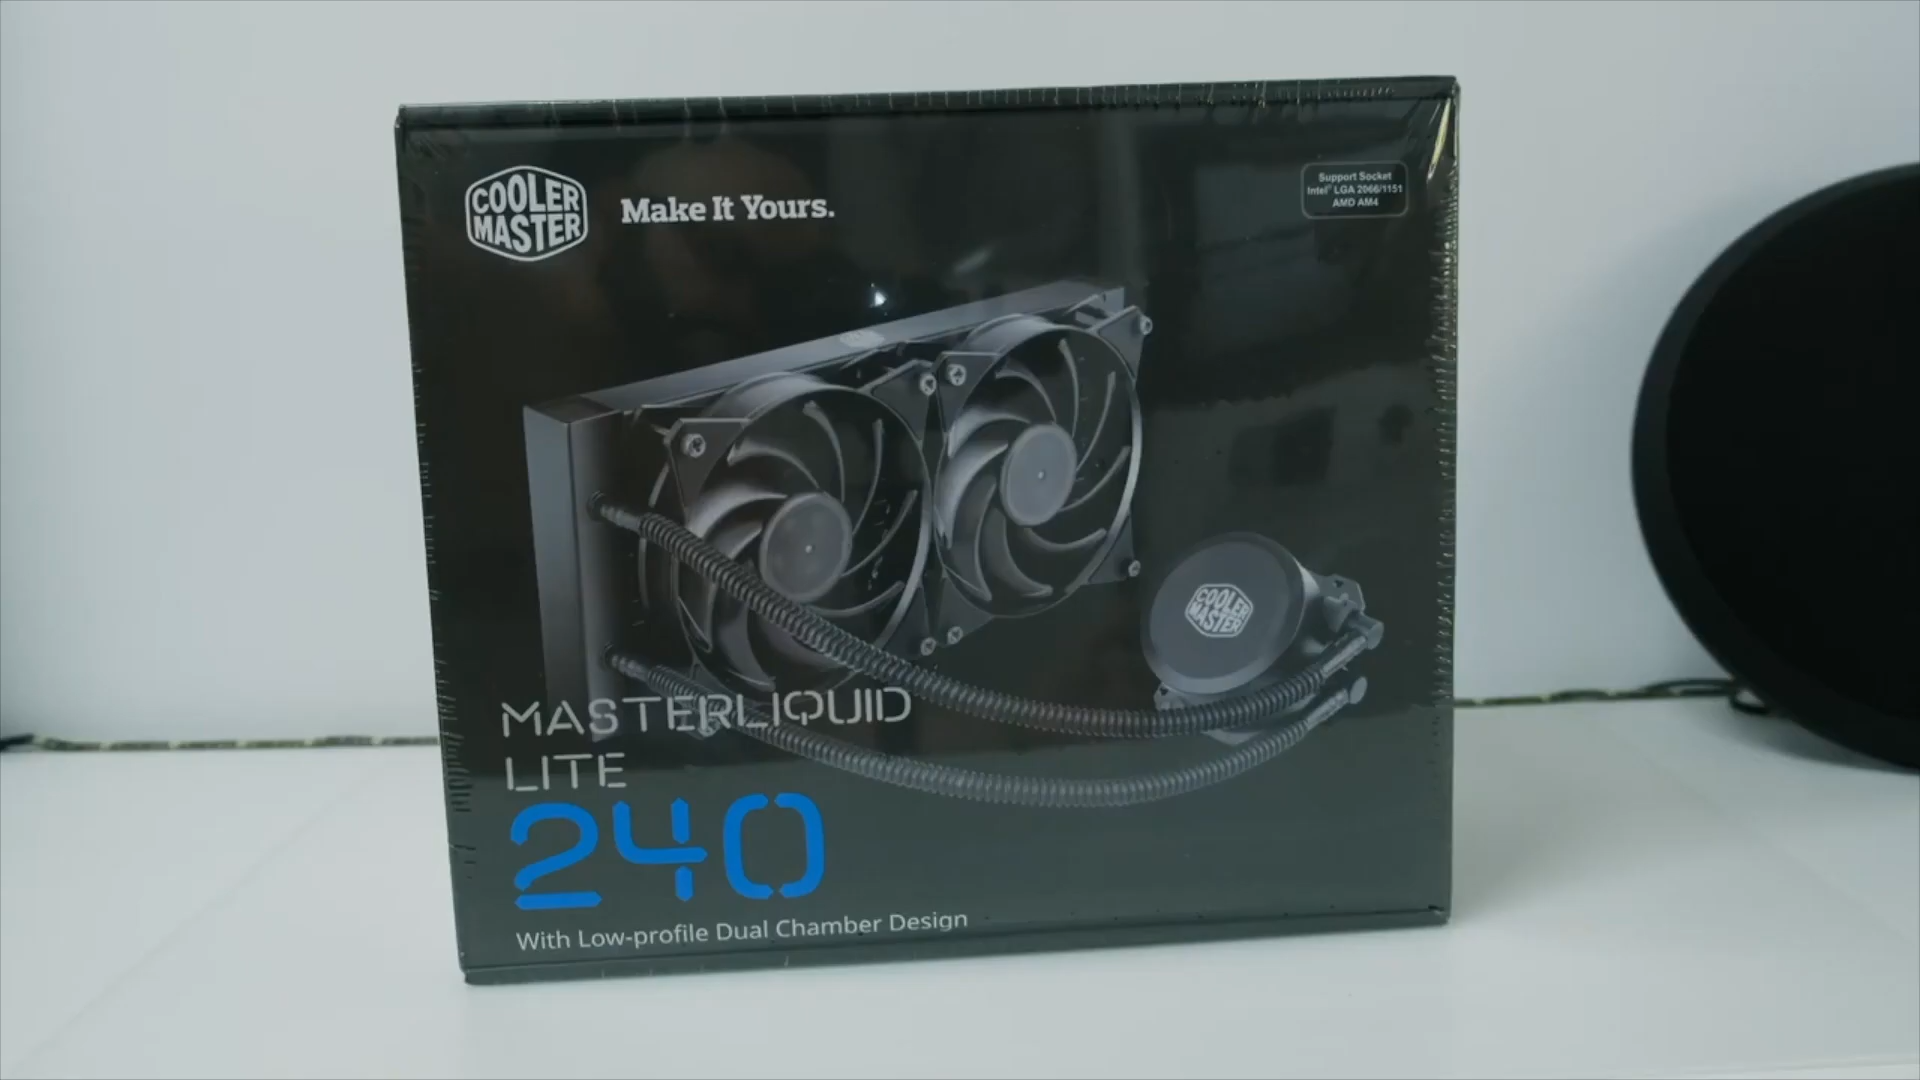 COOLER
MASTER
Make It Yours.
Support Socket
Intel® LGA 2066/1151
AMD AM4
COOLER
MASTER
MASTERLIQUID
LITE
240
With Low-profile Dual Chamber Design